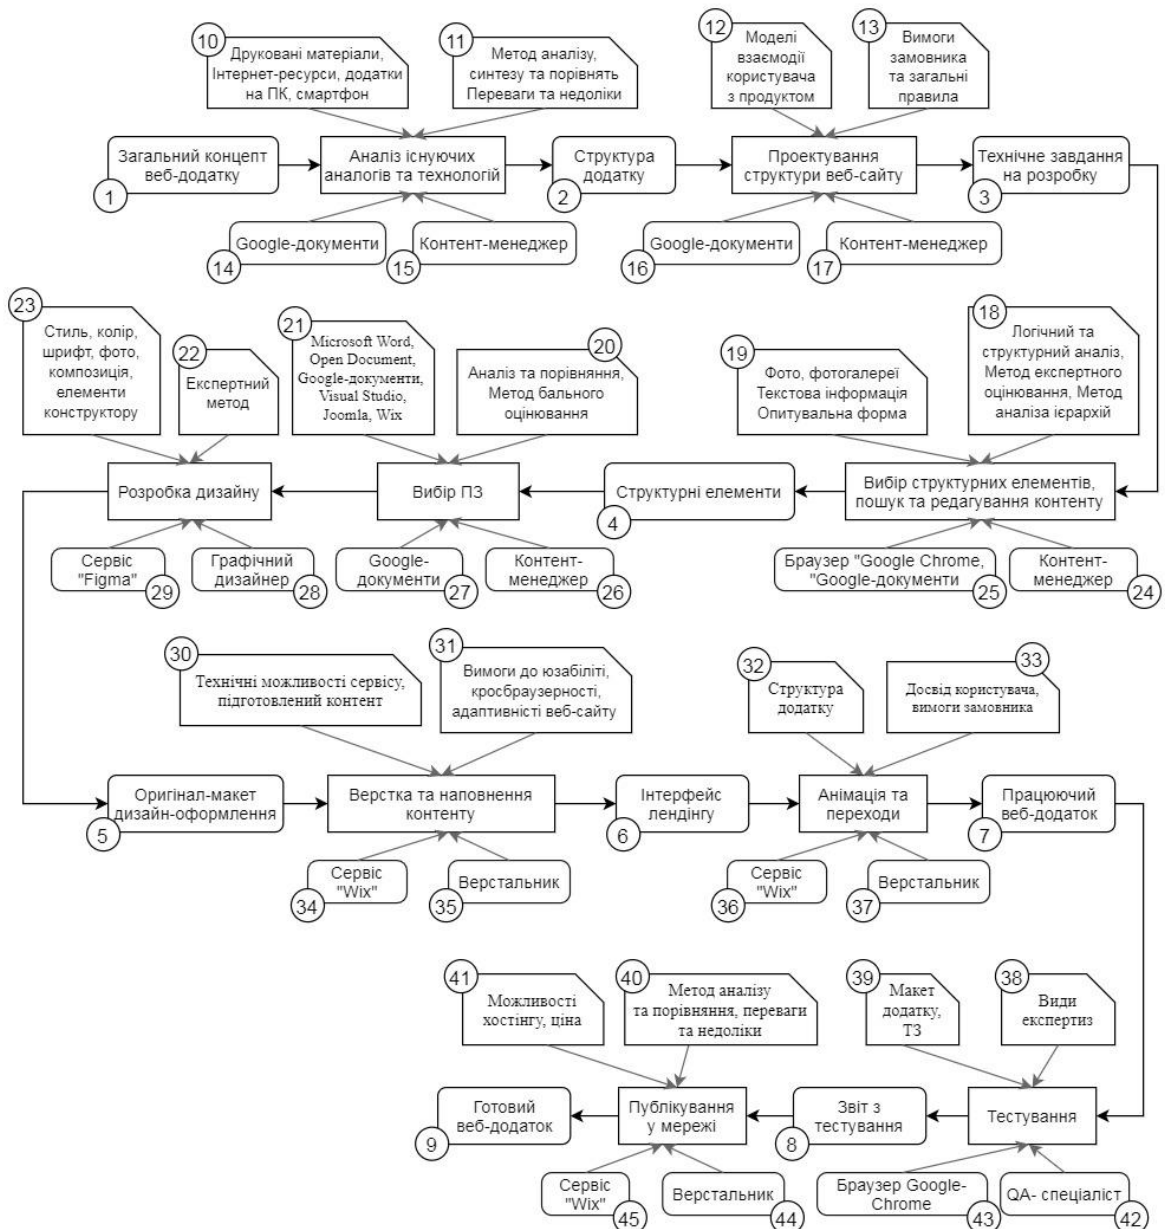 10
Друковані матеріали,
Інтернет-ресурси, додатки
на ПК, смартфон
11
Метод аналізу,
синтезу та порівнять
Переваги та недоліки
12
Моделі
взаємодії
користувача
з продуктом
13
Вимоги
замовника
та загальні
правила
Загальний концепт
веб-додатку
1
Аналіз існуючих
аналогів та технологій
Структура
додатку
2
Проектування
структури веб-сайту
Технічне завдання
на розробку
3
Google-документи
14
Контент-менеджер
15
Google-документи
16
Контент-менеджер
17
23
Стиль, колір,
шрифт, фото,
композиція,
елементи
конструктору
22
Експертний
метод
21
Microsoft Word,
Open Document,
Google-документи,
Visual Studio,
Joomla, Wix
20
Аналіз та порівняння,
Метод бального
оцінювання
19
Фото, фотогалереї
Текстова інформація
Опитувальна форма
18
Логічний та
структурний аналіз,
Метод експертного
оцінювання, Метод
аналіза ієрархій
Розробка дизайну
Вибір ПЗ
Структурні елементи
4
Вибір структурних елементів,
пошук та редагування контенту
Сервіс
"Figma"
29
Графічний
дизайнер
28
Google-
документи
27
Контент-
менеджер
26
Браузер "Google Chrome,
"Google-документи
25
Контент-
менеджер
24
30
Технічні можливості сервісу,
підготовлений контент
31
Вимоги до юзабіліті,
кросбраузерності,
адаптивності веб-сайту
32
Структура
додатку
33
Досвід користувача,
вимоги замовника
Оригінал-макет
дизайн-оформлення
5
Верстка та наповнення
контенту
Інтерфейс
лендінгу
6
Анімація та
переходи
Працюючий
веб-додаток
7
Сервіс
"Wix"
34
Верстальник
35
Сервіс
"Wix"
36
Верстальник
37
41
Можливості
хостінгу, ціна
40
Метод аналізу
та порівняння, переваги
та недоліки
39
Макет
додатку,
ТЗ
38
Види
експертиз
Готовий
веб-додаток
9
Публікування
у мережі
Звіт з
тестування
8
Тестування
Сервіс
"Wix"
45
Верстальник
44
Браузер Google-
Chrome
43
QA- спеціаліст
42